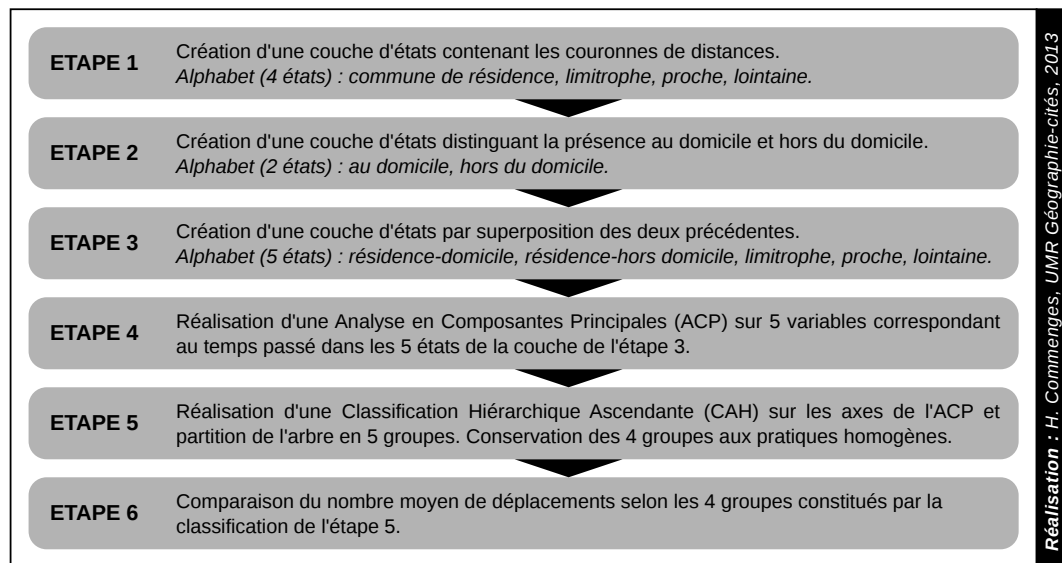 ETAPE 1
Création d'une couche d'états contenant les couronnes de distances.
Alphabet (4 états) : commune de résidence, limitrophe, proche, lointaine.
ETAPE 2
Création d'une couche d'états distinguant la présence au domicile et hors du domicile.
Alphabet (2 états) : au domicile, hors du domicile.
ETAPE 3
Création d'une couche d'états par superposition des deux précédentes.
Alphabet (5 états) : résidence-domicile, résidence-hors domicile, limitrophe, proche, lointaine.
ETAPE 4
Réalisation d'une Analyse en Composantes Principales (ACP) sur 5 variables correspondant
au temps passé dans les 5 états de la couche de l'étape 3.
ETAPE 5
Réalisation d'une Classification Hiérarchique Ascendante (CAH) sur les axes de l'ACP et
partition de l'arbre en 5 groupes. Conservation des 4 groupes aux pratiques homogènes.
ETAPE 6
Comparaison du nombre moyen de déplacements selon les 4 groupes constitués par la
classification de l'étape 5.
Réalisation : H. Commenges, UMR Géographie-cités, 2013